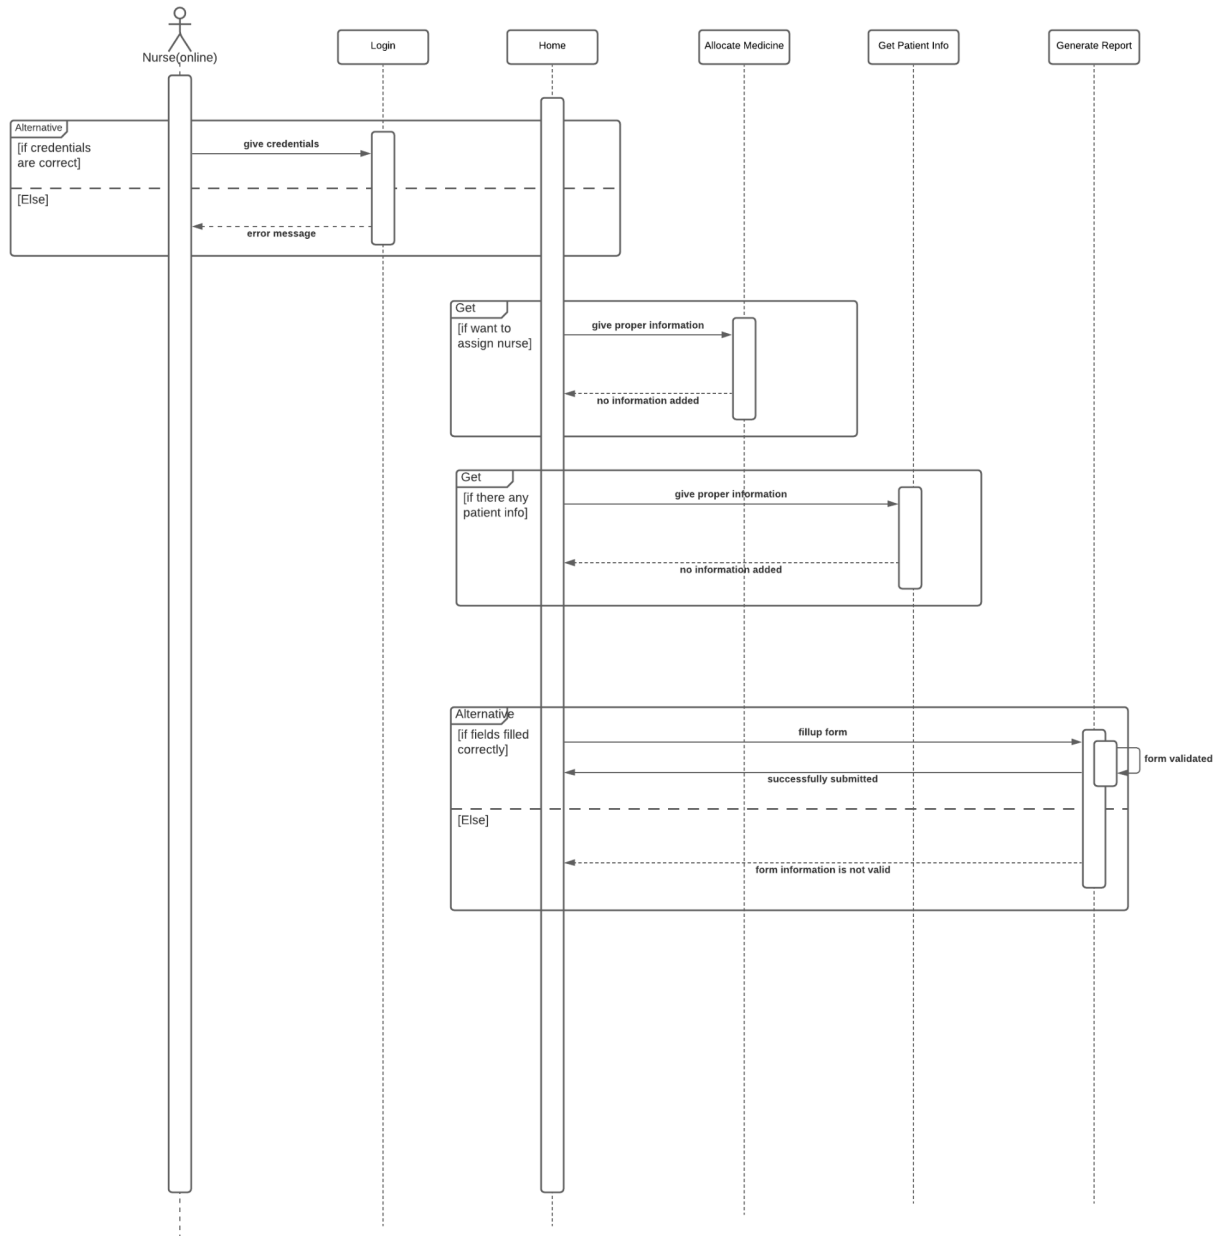 Nurse(online)
Login
Home
Allocate Medicine
Get Patient Info
Generate Report
Alternative
[if credentials
are correct]
give credentials
[Else]
error message
Get
[if want to
assign nurse]
give proper information
no information added
Get
[if there any
patient info]
give proper information
no information added
Alternative
[if fields filled
correctly]
fillup form
form validated
successfully submitted
[Else]
form information is not valid